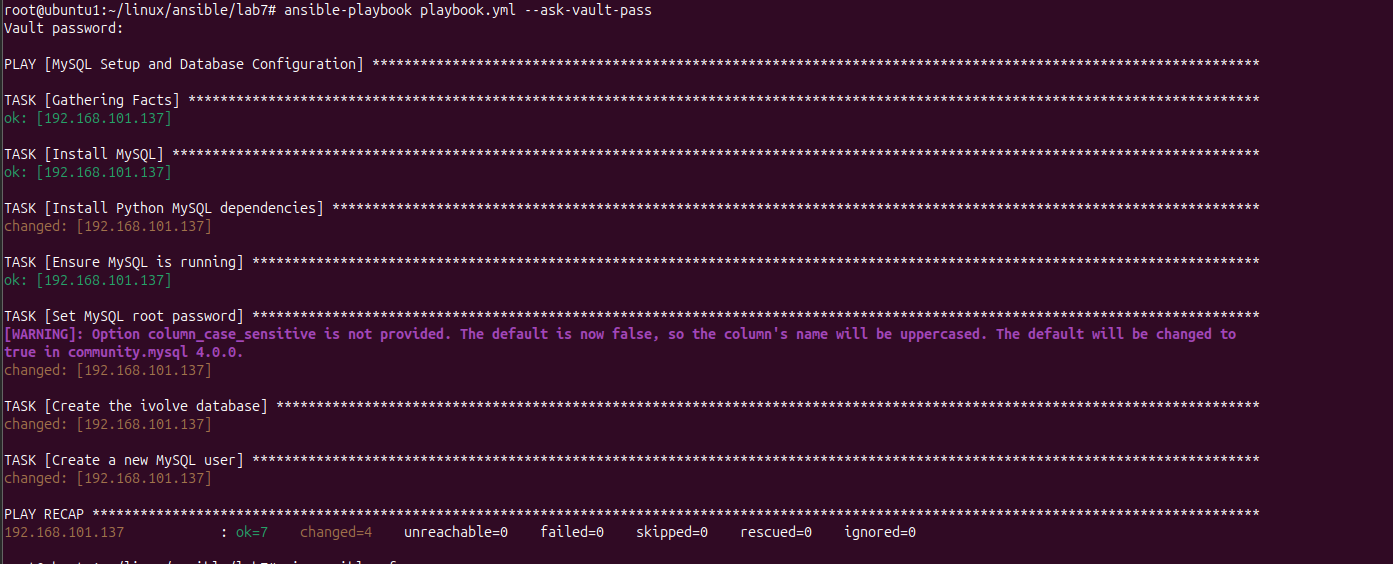 root@ubuntu1:~/linux/ansible/lab7# ansible-playbook playbook.yml --ask-vault-pass
Vault password:
PLAY [MySQL Setup and Database Configuration] ***************************************************************************************************************
TASK [Gathering Facts] **************************************************************************************************************************************
ok: [192.168.101.137]
TASK [Install MySQL] ****************************************************************************************************************************************
ok: [192.168.101.137]
TASK [Install Python MySQL dependencies] ********************************************************************************************************************
changed: [192.168.101.137]
TASK [Ensure MySQL is running] ******************************************************************************************************************************
ok: [192.168.101.137]
TASK [Set MySQL root password] ******************************************************************************************************************************
[WARNING]: Option column_case_sensitive is not provided. The default is now false, so the column's name will be uppercased. The default will be changed to
true in community.mysql 4.0.0.
changed: [192.168.101.137]
TASK [Create the ivolve database] ***************************************************************************************************************************
changed: [192.168.101.137]
TASK [Create a new MySQL user] ******************************************************************************************************************************
changed: [192.168.101.137]
PLAY RECAP **************************************************************************************************************************************************
192.168.101.137            : ok=7    changed=4    unreachable=0    failed=0    skipped=0    rescued=0    ignored=0